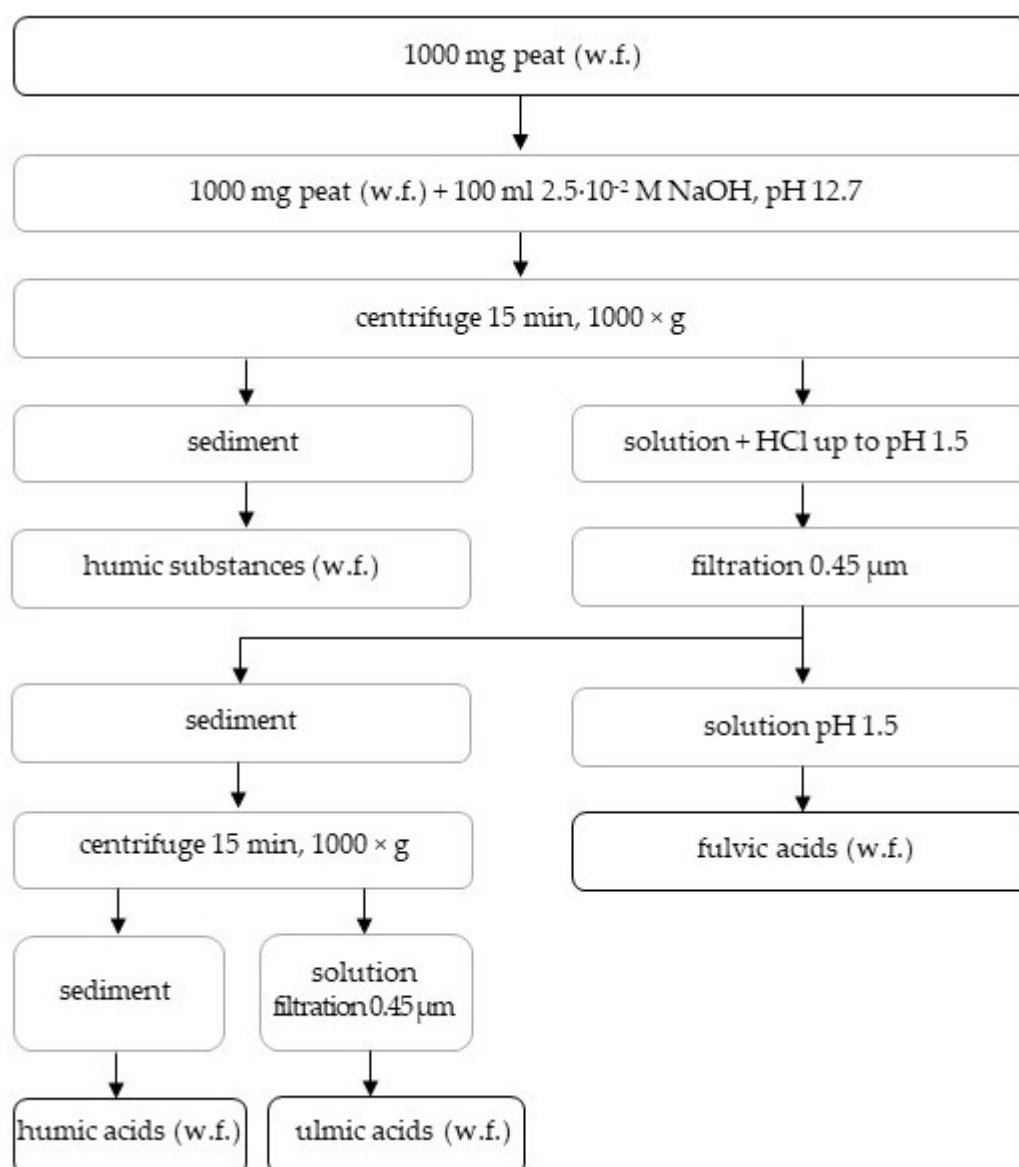 1000 mg peat (w.f.)
1000 mg peat (w.f.) + 100 ml 2.5·10⁻² M NaOH, pH 12.7
centrifuge 15 min, 1000 × g
sediment
solution + HCl up to pH 1.5
humic substances (w.f.)
filtration 0.45 µm
sediment
solution pH 1.5
centrifuge 15 min, 1000 × g
fulvic acids (w.f.)
sediment
solution
filtration 0.45 µm
humic acids (w.f.)
ulmic acids (w.f.)